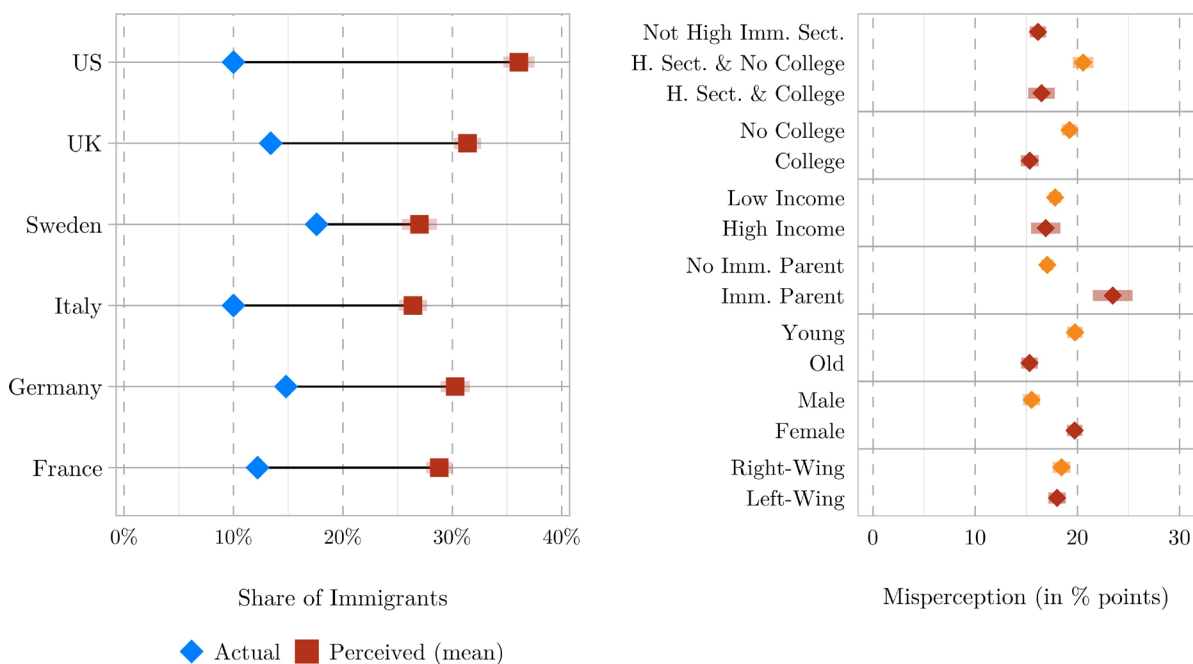 US
UK
Sweden
Italy
Germany
France
0% 10% 20% 30% 40%
Share of Immigrants
Actual Perceived (mean)
Not High Imm. Sect.
H. Sect. & No College
H. Sect. & College
No College
College
Low Income
High Income
No Imm. Parent
Imm. Parent
Young
Old
Male
Female
Right-Wing
Left-Wing
0 10 20 30
Misperception (in % points)